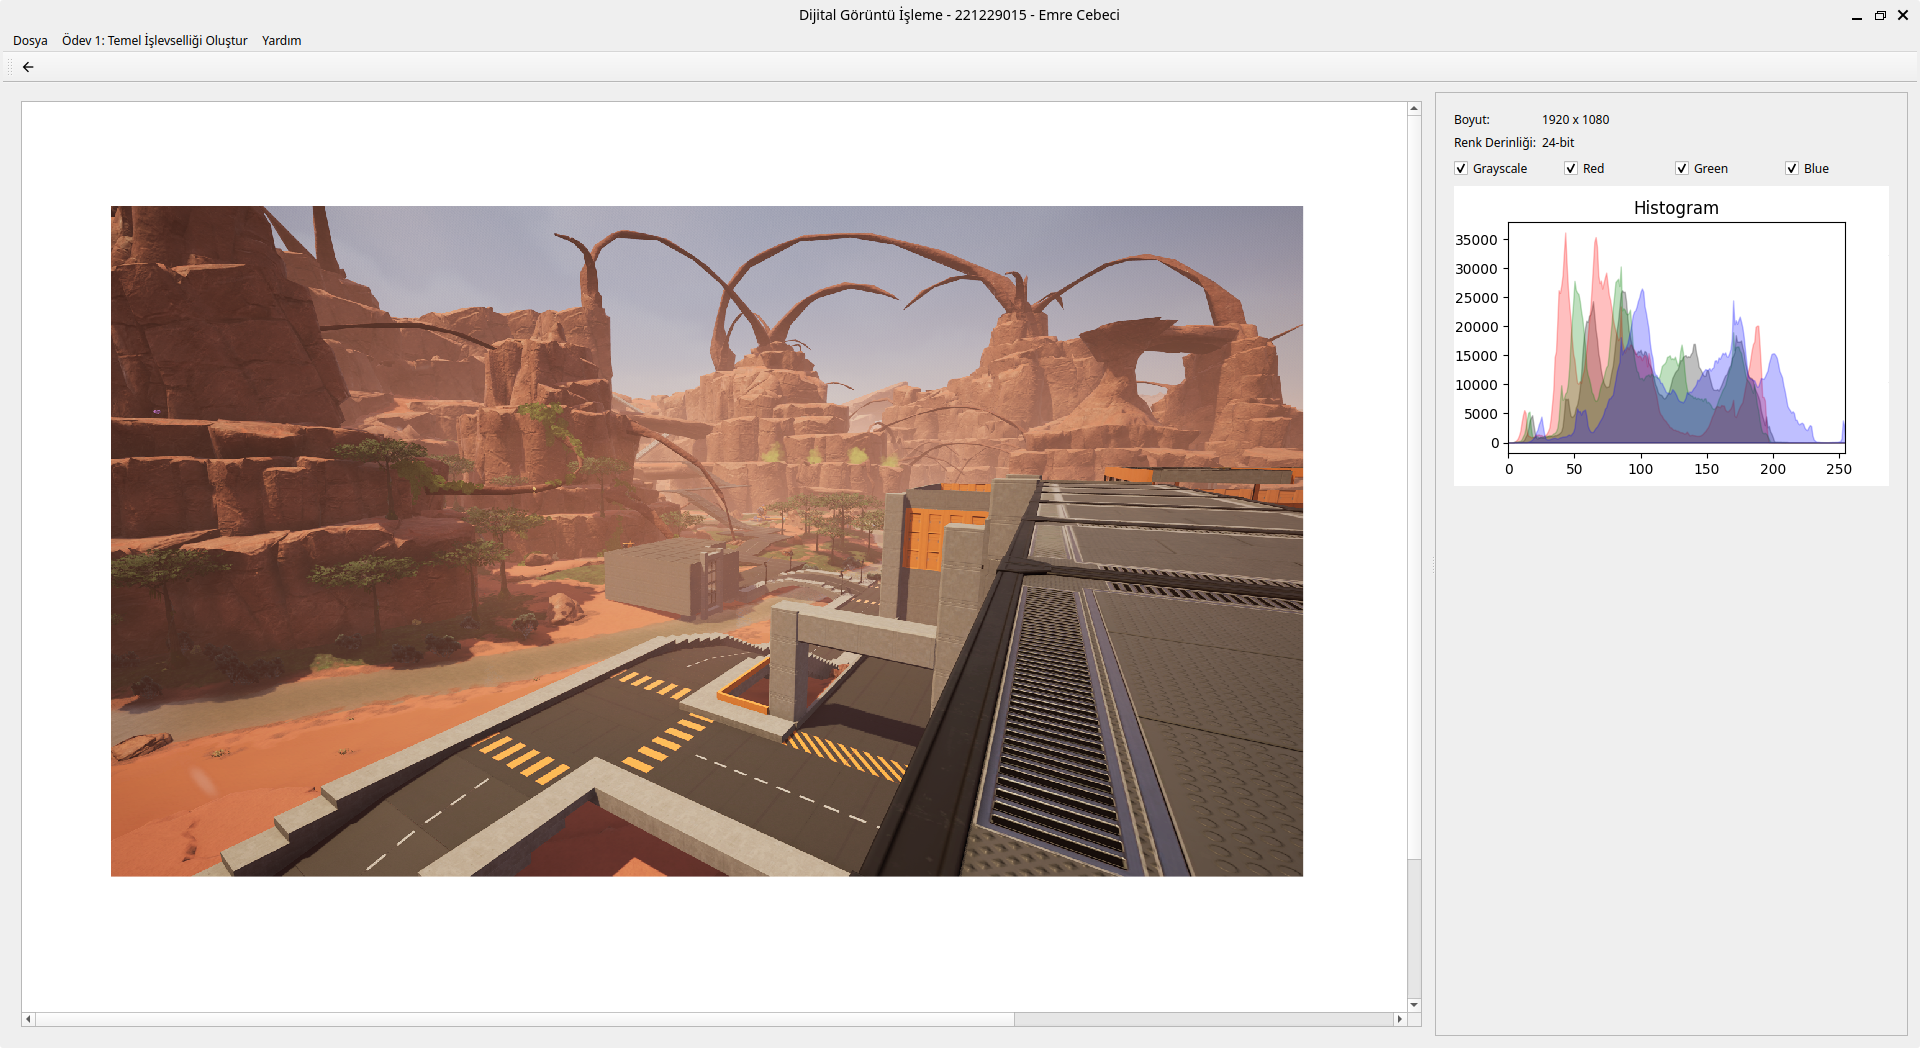 Dijital Görüntü İşleme - 221229015 - Emre Cebeci
Dosya Ödev 1: Temel İşlevselliği Oluştur Yardım
Boyut: 1920 x 1080
Renk Derinliği: 24-bit
Grayscale Red Green Blue
Histogram
35000
30000
25000
20000
15000
10000
5000
0
0 50 100 150 200 250